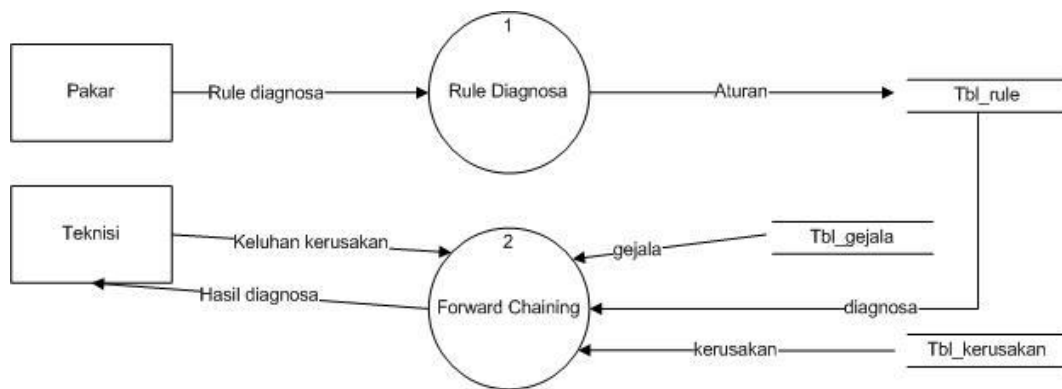 1
Pakar
Rule diagnosa
Rule Diagnosa
Aturan
Tbl_rule
Teknisi
Keluhan kerusakan
2
Tbl_gejala
gejala
Hasil diagnosa
Forward Chaining
diagnosa
kerusakan
Tbl_kerusakan